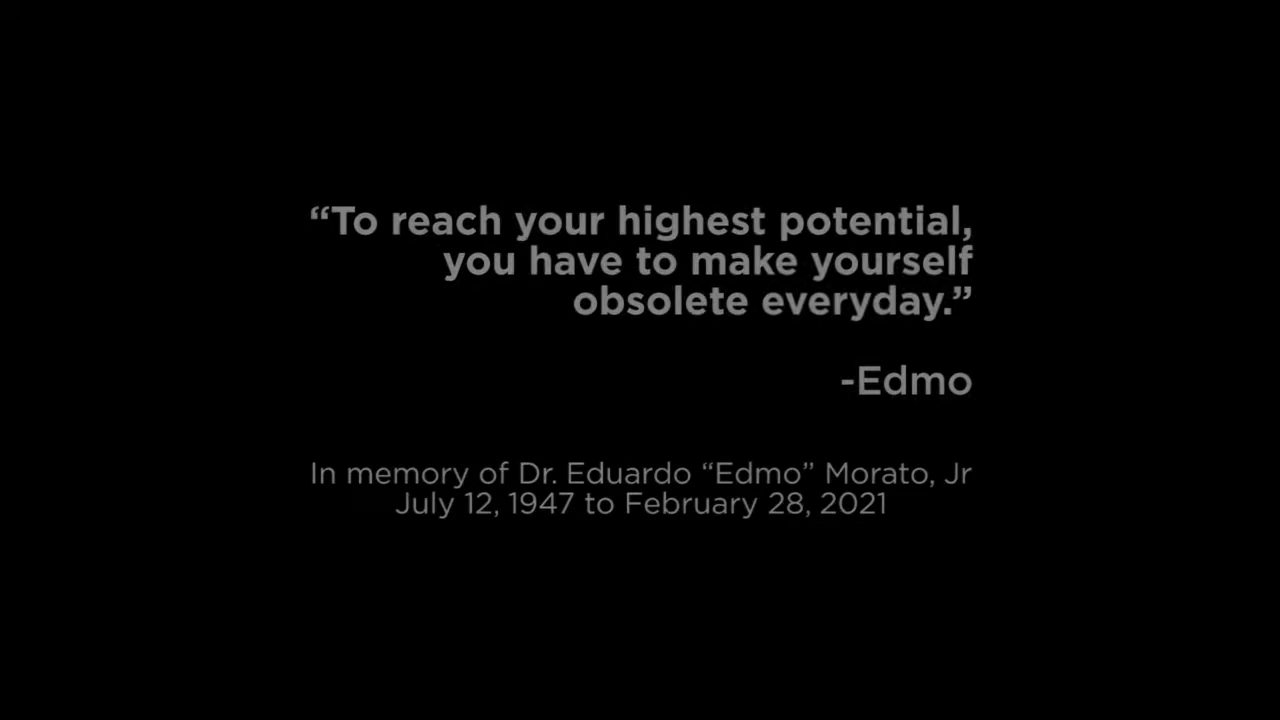 “To reach your highest potential,
you have to make yourself
obsolete everyday.”
-Edmo
In memory of Dr. Eduardo “Edmo” Morato, Jr
July 12, 1947 to February 28, 2021